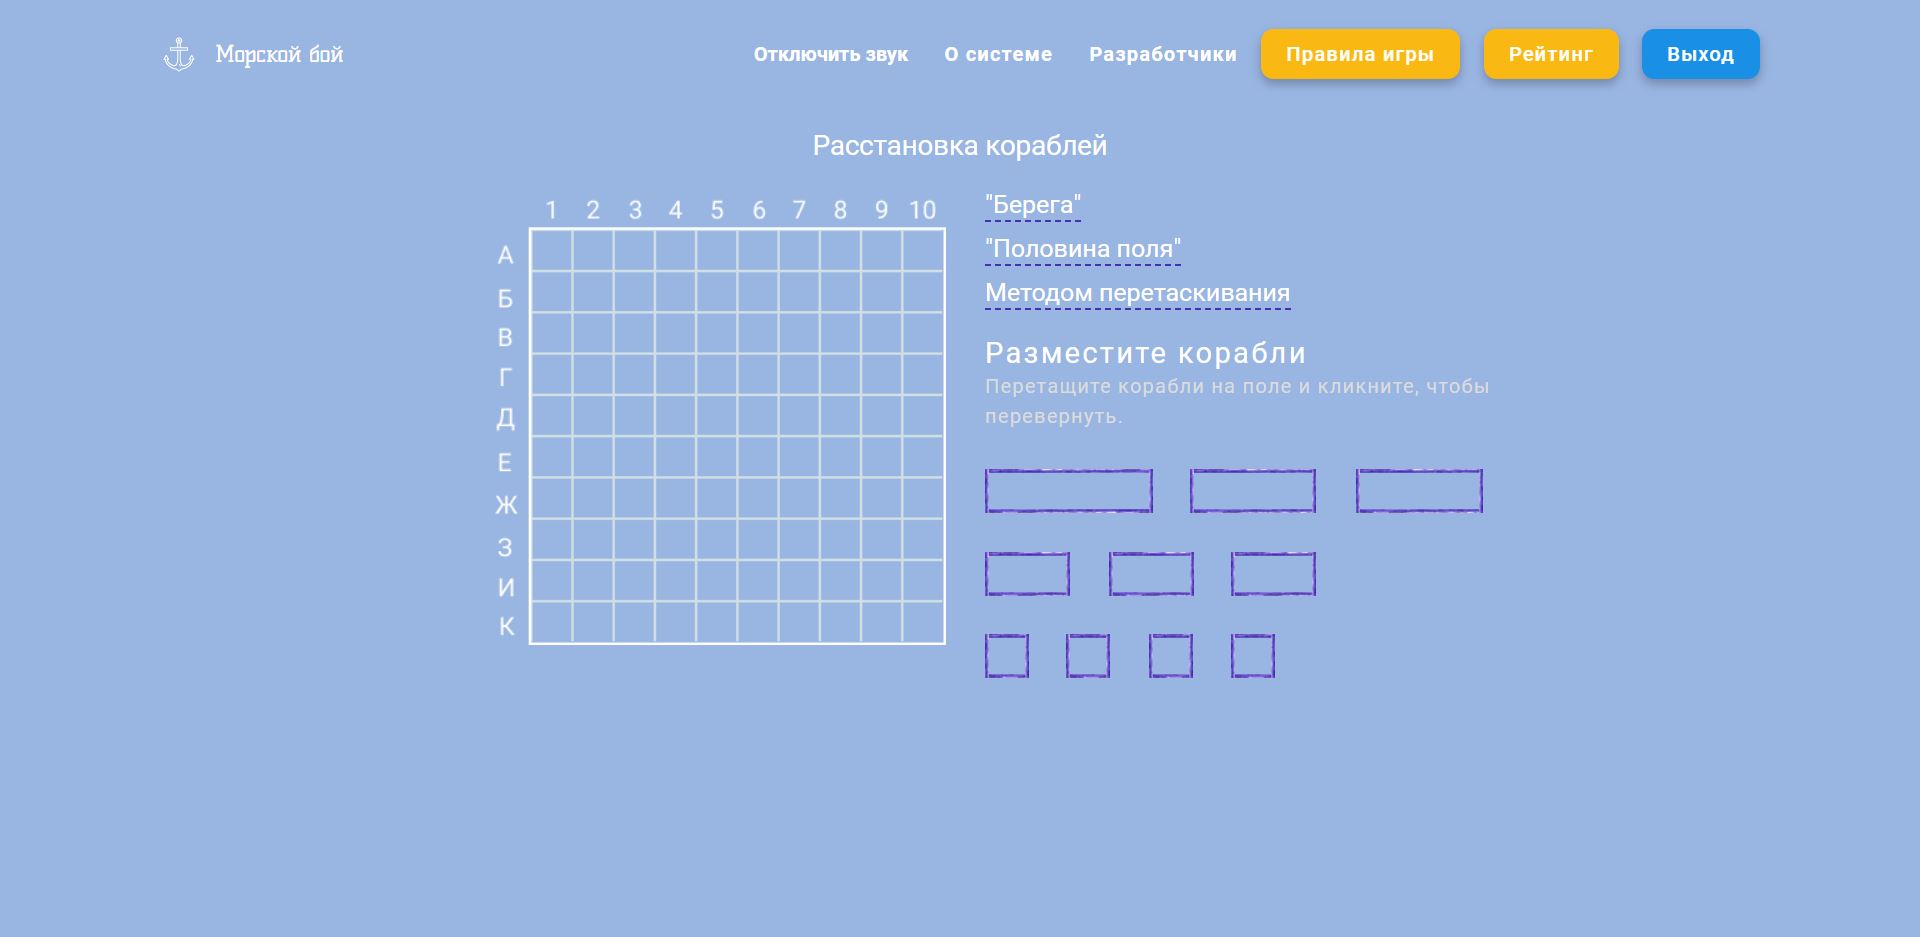 Морской бой
Отключить звук О системе Разработчики Правила игры Рейтинг Выход
Расстановка кораблей
1 2 3 4 5 6 7 8 9 10
А
Б
В
Г
Д
Е
Ж
З
И
К
"Берега"
"Половина поля"
Методом перетаскивания
Разместите корабли
Перетащите корабли на поле и кликните, чтобы
перевернуть.